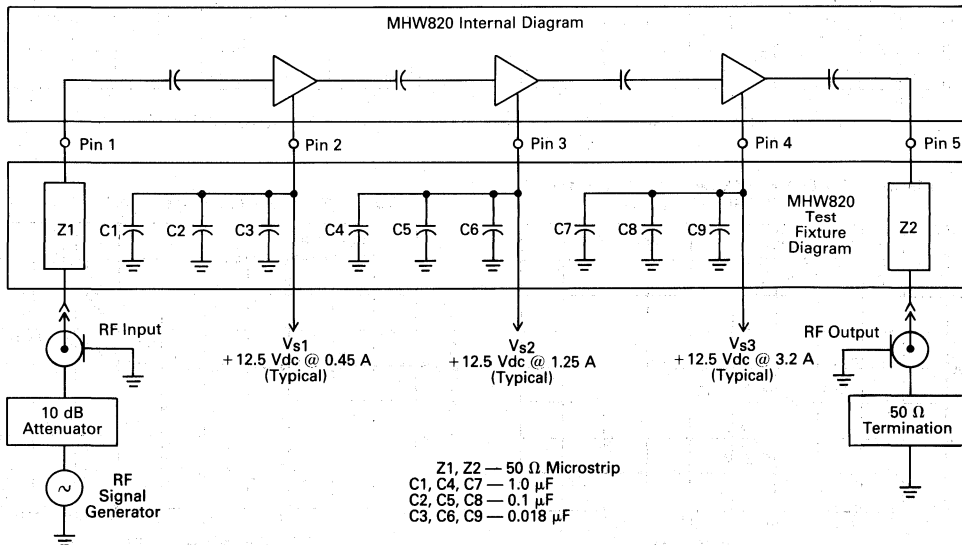 MHW820 Internal Diagram
Pin 1
Pin 2
Pin 3
Pin 4
Pin 5
Z1
C1
C2
C3
C4
C5
C6
C7
C8
C9
MHW820
Test
Fixture
Diagram
Z2
RF Input
Vs1
+12.5 Vdc @ 0.45 A
(Typical)
Vs2
+12.5 Vdc @ 1.25 A
(Typical)
Vs3
+12.5 Vdc @ 3.2 A
(Typical)
RF Output
10 dB
Attenuator
50 Ω
Termination
RF
Signal
Generator
Z1, Z2 — 50 Ω Microstrip
C1, C4, C7 — 1.0 μF
C2, C5, C8 — 0.1 μF
C3, C6, C9 — 0.018 μF